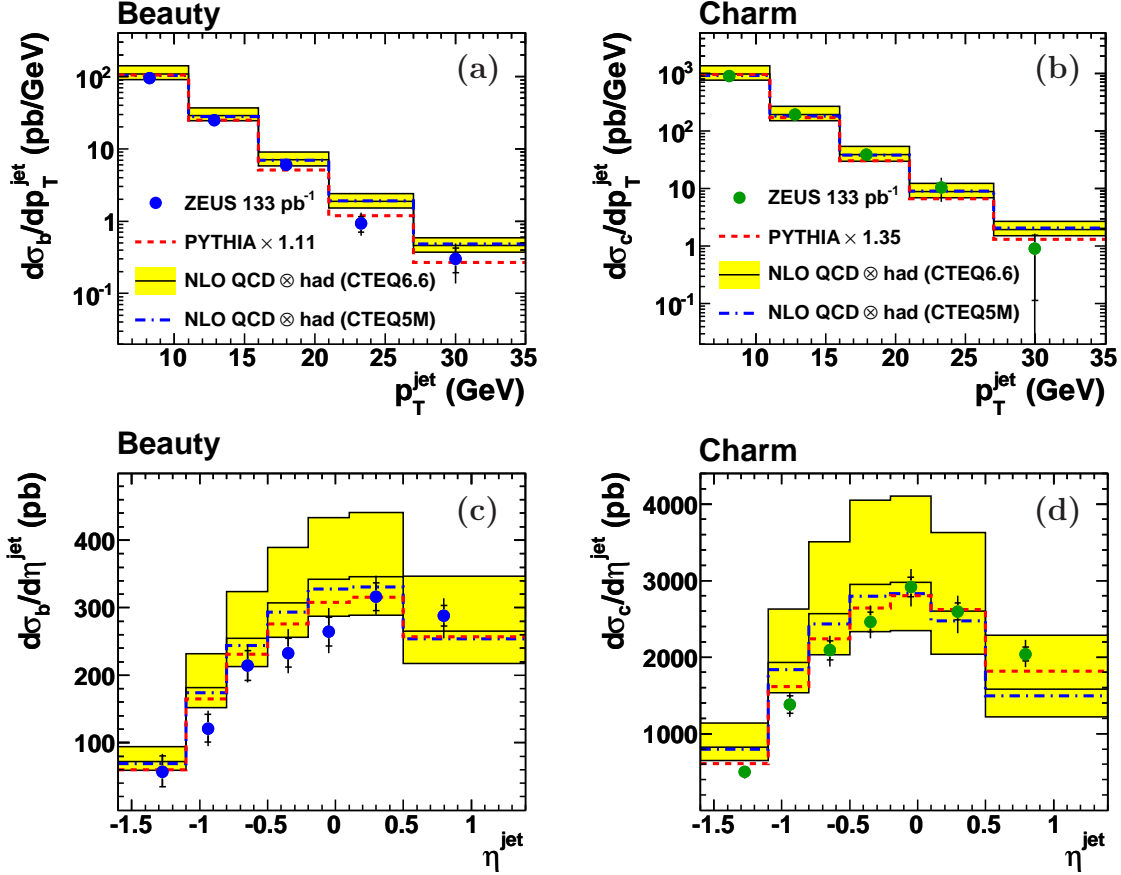 Beauty
Charm
dσ_b/dp_T^jet (pb/GeV)
(a)
10^2
10
1
10^-1
ZEUS 133 pb^-1
PYTHIA × 1.11
NLO QCD ⊗ had (CTEQ6.6)
NLO QCD ⊗ had (CTEQ5M)
10 15 20 25 30 35
p_T^jet (GeV)
dσ_c/dp_T^jet (pb/GeV)
(b)
10^3
10^2
10
1
10^-1
ZEUS 133 pb^-1
PYTHIA × 1.35
NLO QCD ⊗ had (CTEQ6.6)
NLO QCD ⊗ had (CTEQ5M)
10 15 20 25 30 35
p_T^jet (GeV)
Beauty
Charm
dσ_b/dη^jet (pb)
(c)
400
300
200
100
-1.5 -1 -0.5 0 0.5 1
η^jet
dσ_c/dη^jet (pb)
(d)
4000
3000
2000
1000
-1.5 -1 -0.5 0 0.5 1
η^jet